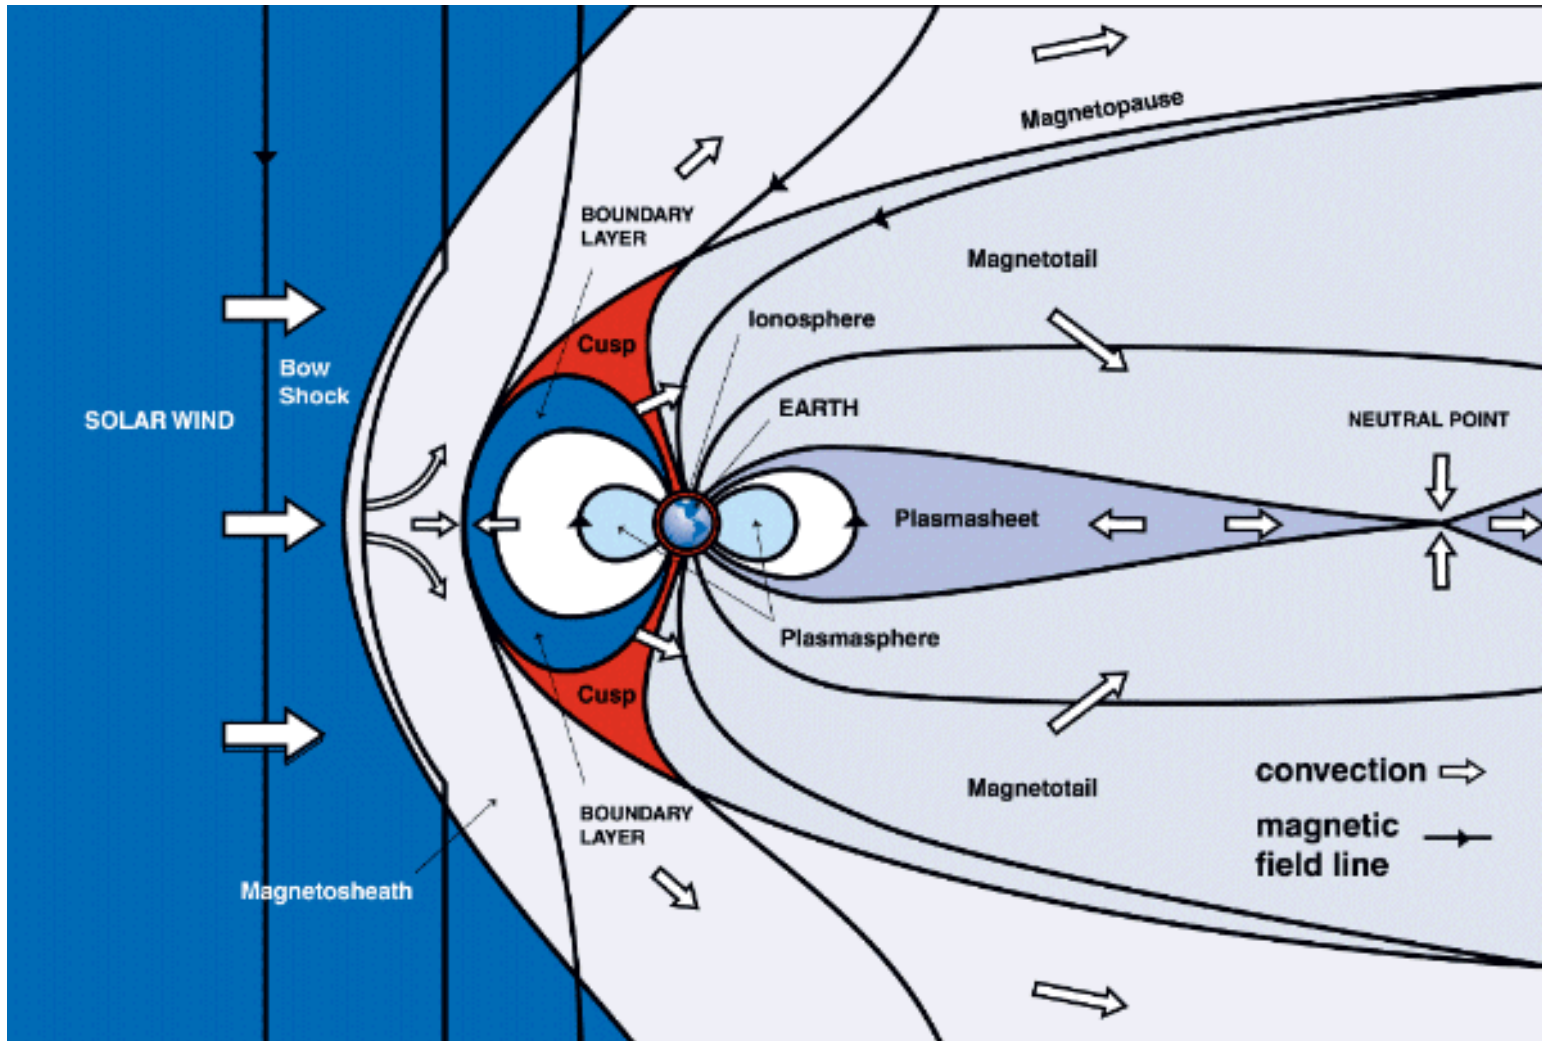 Magnetopause
BOUNDARY
LAYER
Magnetotail
Ionosphere
Cusp
Bow
Shock
EARTH
SOLAR WIND
NEUTRAL POINT
Plasmasheet
Plasmasphere
Cusp
convection
Magnetotail
BOUNDARY
LAYER
magnetic
field line
Magnetosheath